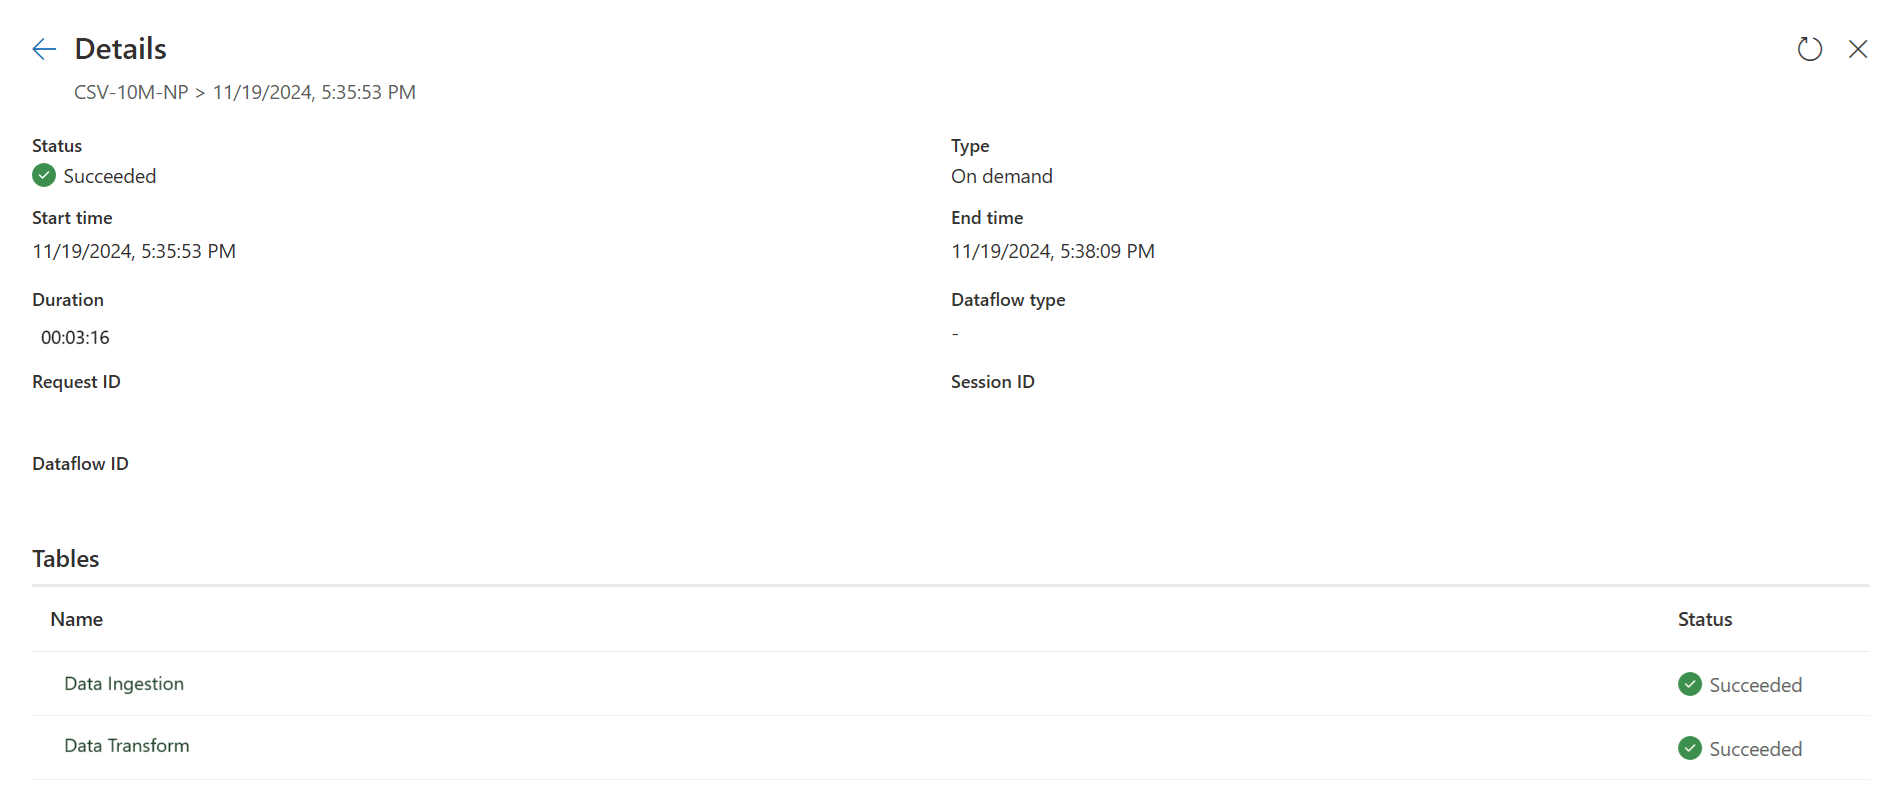 Details
CSV-10M-NP > 11/19/2024, 5:35:53 PM
Status
Succeeded
Type
On demand
Start time
11/19/2024, 5:35:53 PM
End time
11/19/2024, 5:38:09 PM
Duration
00:03:16
Dataflow type
-
Request ID
Session ID
Dataflow ID
Tables
Name Status
Data Ingestion Succeeded
Data Transform Succeeded